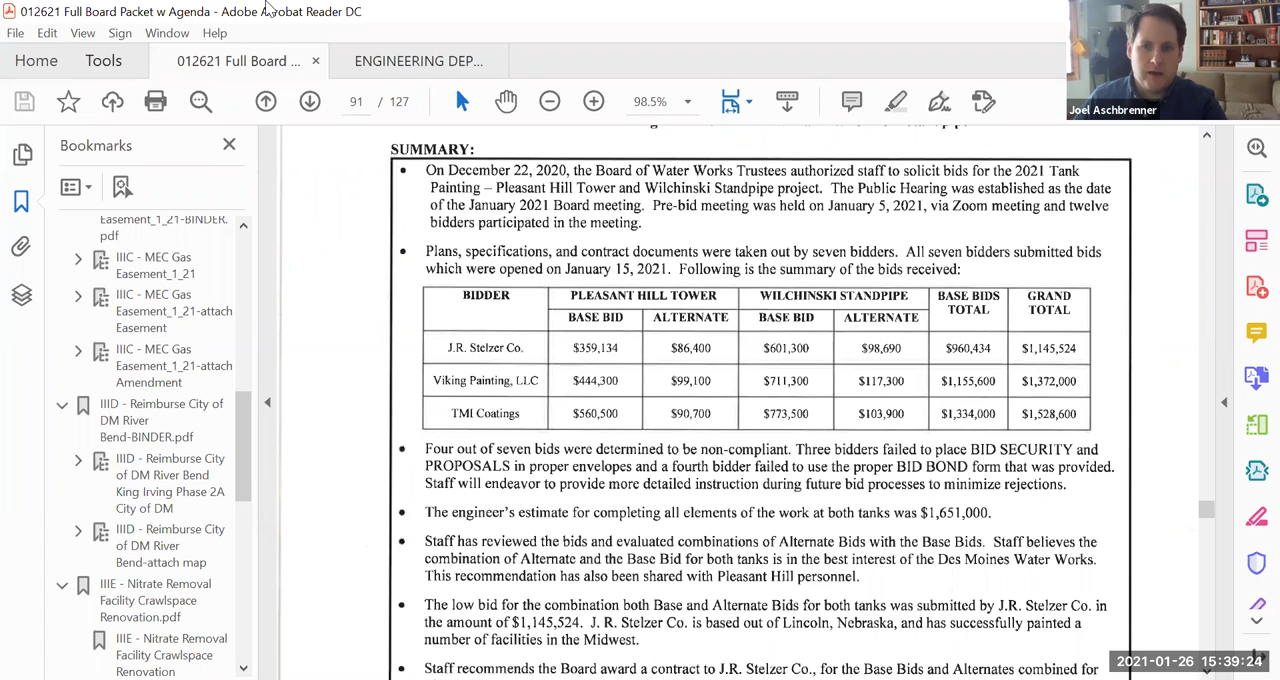 012621 Full Board Packet w Agenda - Adobe Acrobat Reader DC
File Edit View Sign Window Help
Home Tools 012621 Full Board ... × ENGINEERING DEP...
91 / 127 98.5%
Joel Aschbrenner
Bookmarks
Easement_1_21-BINDER.
pdf
IIIC - MEC Gas
Easement_1_21
IIIC - MEC Gas
Easement_1_21-attach
Easement
IIIC - MEC Gas
Easement_1_21-attach
Amendment
IIID - Reimburse City of
DM River
Bend-BINDER.pdf
IIID - Reimburse City
of DM River Bend
King Irving Phase 2A
City of DM
IIID - Reimburse City
of DM River
Bend-attach map
IIIE - Nitrate Removal
Facility Crawlspace
Renovation.pdf
IIIE - Nitrate Removal
Facility Crawlspace
Renovation
SUMMARY:
• On December 22, 2020, the Board of Water Works Trustees authorized staff to solicit bids for the 2021 Tank
Painting – Pleasant Hill Tower and Wilchinski Standpipe project. The Public Hearing was established as the date
of the January 2021 Board meeting. Pre-bid meeting was held on January 5, 2021, via Zoom meeting and twelve
bidders participated in the meeting.
• Plans, specifications, and contract documents were taken out by seven bidders. All seven bidders submitted bids
which were opened on January 15, 2021. Following is the summary of the bids received:
BIDDER PLEASANT HILL TOWER WILCHINSKI STANDPIPE BASE BIDS TOTAL GRAND TOTAL
BASE BID ALTERNATE BASE BID ALTERNATE
J.R. Stelzer Co. $359,134 $86,400 $601,300 $98,690 $960,434 $1,145,524
Viking Painting, LLC $444,300 $99,100 $711,300 $117,300 $1,155,600 $1,372,000
TMI Coatings $560,500 $90,700 $773,500 $103,900 $1,334,000 $1,528,600
• Four out of seven bids were determined to be non-compliant. Three bidders failed to place BID SECURITY and
PROPOSALS in proper envelopes and a fourth bidder failed to use the proper BID BOND form that was provided.
Staff will endeavor to provide more detailed instruction during future bid processes to minimize rejections.
• The engineer's estimate for completing all elements of the work at both tanks was $1,651,000.
• Staff has reviewed the bids and evaluated combinations of Alternate Bids with the Base Bids. Staff believes the
combination of Alternate and the Base Bid for both tanks is in the best interest of the Des Moines Water Works.
This recommendation has also been shared with Pleasant Hill personnel.
• The low bid for the combination both Base and Alternate Bids for both tanks was submitted by J.R. Stelzer Co. in
the amount of $1,145,524. J. R. Stelzer Co. is based out of Lincoln, Nebraska, and has successfully painted a
number of facilities in the Midwest.
• Staff recommends the Board award a contract to J.R. Stelzer Co., for the Base Bids and Alternates combined for
2021-01-26 15:39:24